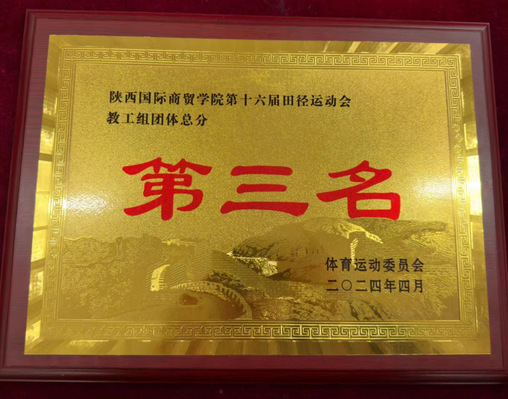 陕西国际商贸学院第十六届田径运动会
教工组团体总分
第三名
体育运动委员会
二〇二四年四月